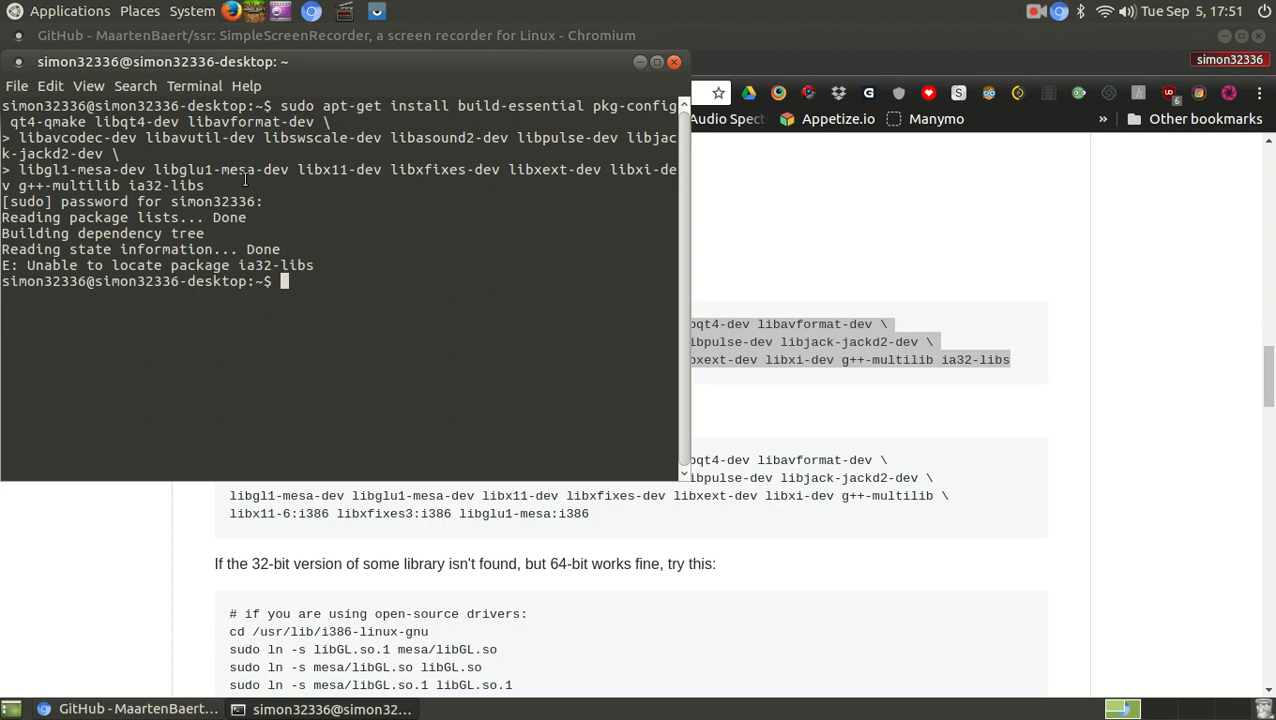 Applications Places System Tue Sep 5, 17:51
GitHub - MaartenBaert/ssr: SimpleScreenRecorder, a screen recorder for Linux - Chromium
simon32336@simon32336-desktop: ~
simon32336
File Edit View Search Terminal Help
6
Audio Spect Appetize.io Manymo » Other bookmarks
simon32336@simon32336-desktop:~$ sudo apt-get install build-essential pkg-config
qt4-qmake libqt4-dev libavformat-dev \
> libavcodec-dev libavutil-dev libswscale-dev libasound2-dev libpulse-dev libjac
k-jackd2-dev \
> libgl1-mesa-dev libglu1-mesa-dev libx11-dev libxfixes-dev libxext-dev libxi-de
v g++-multilib ia32-libs
[sudo] password for simon32336:
Reading package lists... Done
Building dependency tree
Reading state information... Done
E: Unable to locate package ia32-libs
simon32336@simon32336-desktop:~$
bqt4-dev libavformat-dev \
ibpulse-dev libjack-jackd2-dev \
bxext-dev libxi-dev g++-multilib ia32-libs
bqt4-dev libavformat-dev \
ibpulse-dev libjack-jackd2-dev \
libgl1-mesa-dev libglu1-mesa-dev libx11-dev libxfixes-dev libxext-dev libxi-dev g++-multilib \
libx11-6:i386 libxfixes3:i386 libglu1-mesa:i386
If the 32-bit version of some library isn't found, but 64-bit works fine, try this:
# if you are using open-source drivers:
cd /usr/lib/i386-linux-gnu
sudo ln -s libGL.so.1 mesa/libGL.so
sudo ln -s mesa/libGL.so libGL.so
sudo ln -s mesa/libGL.so.1 libGL.so.1
GitHub - MaartenBaert/... simon32336@simon32...